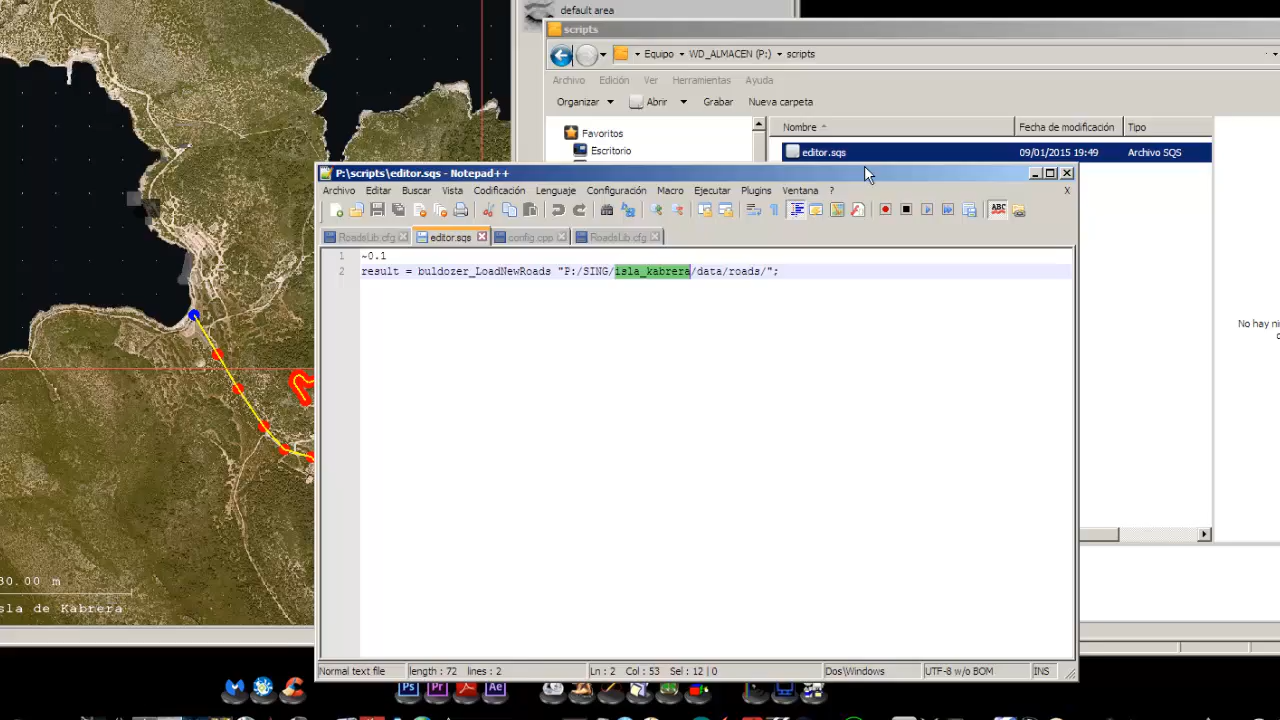 default area
scripts
Equipo WD_ALMACEN (P:) scripts
Archivo Edición Ver Herramientas Ayuda
Organizar Abrir Grabar Nueva carpeta
Favoritos
Escritorio
Nombre Fecha de modificación Tipo
editor.sqs 09/01/2015 19:49 Archivo SQS
No hay
P:\scripts\editor.sqs - Notepad++
Archivo Editar Buscar Vista Codificación Lenguaje Configuración Macro Ejecutar Plugins Ventana ? X
ABC
RoadsLib.cfg editor.sqs config.cpp RoadsLib.cfg
1 ~0.1
2 result = buldozer_LoadNewRoads "P:/SING/isla_kabrera/data/roads/";
Normal text file length : 72 lines : 2 Ln : 2 Col : 53 Sel : 12 | 0 Dos\Windows UTF-8 w/o BOM INS
30.00 m
sla de Kabrera
Ps Pr Ae